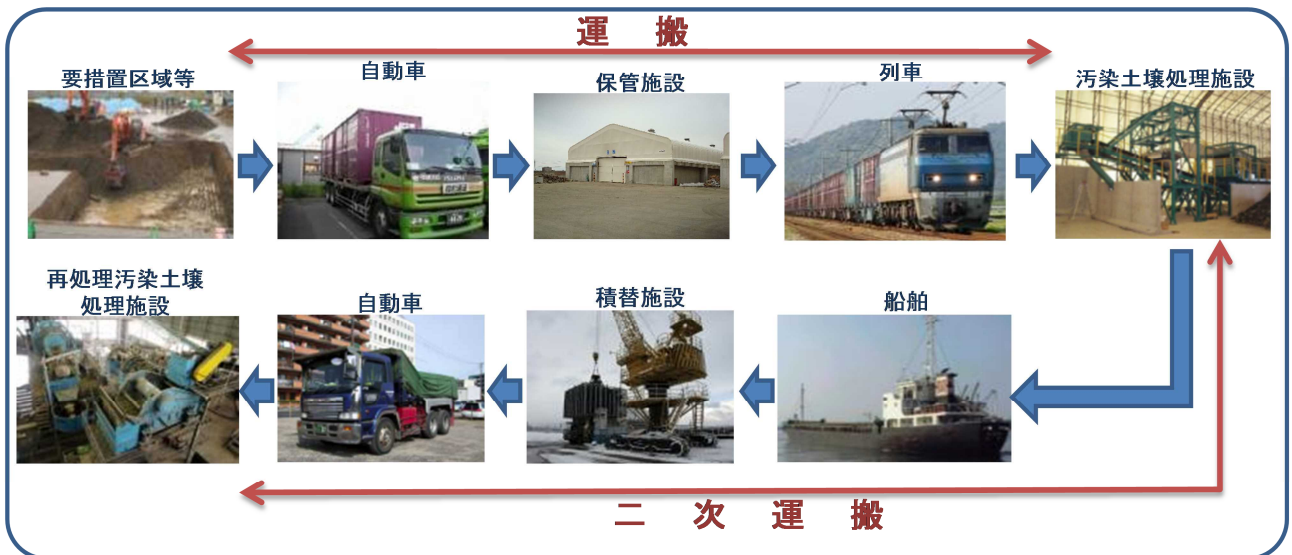 運 搬
要措置区域等
自動車
保管施設
列車
汚染土壌処理施設
再処理汚染土壌
処理施設
自動車
積替施設
船舶
二 次 運 搬